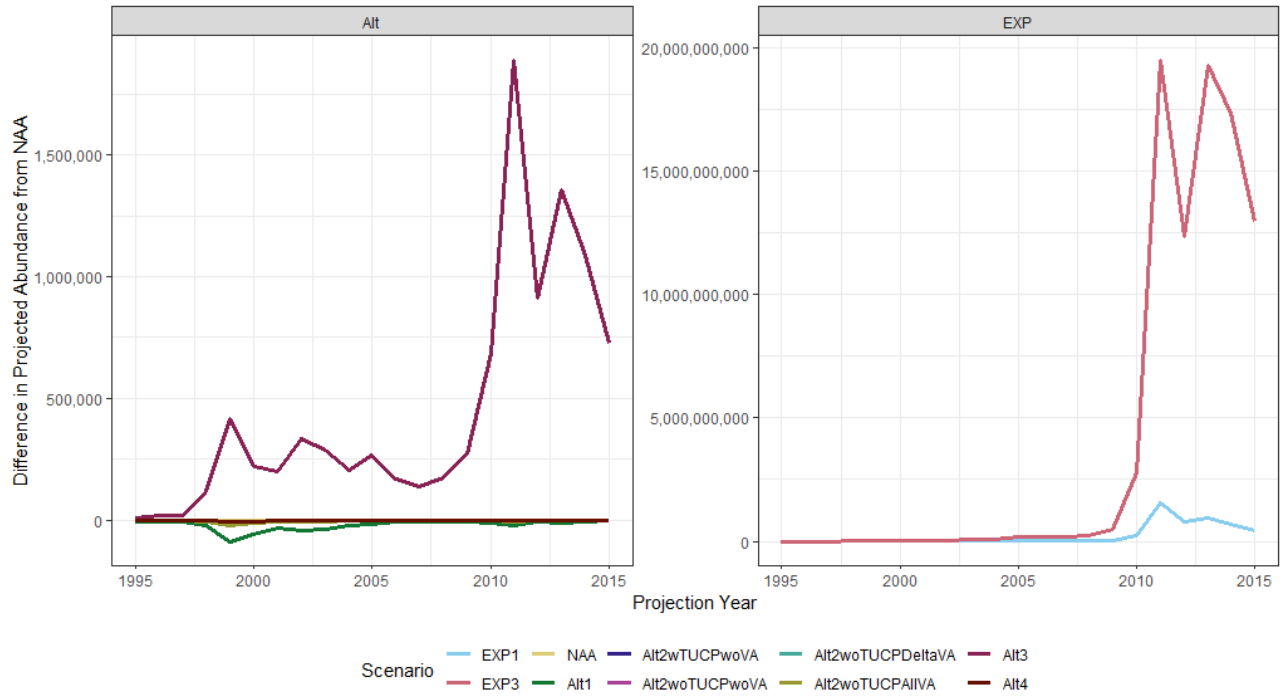 Alt
EXP
Difference in Projected Abundance from NAA
1,500,000
1,000,000
500,000
0
1995
2000
2005
2010
2015
20,000,000,000
15,000,000,000
10,000,000,000
5,000,000,000
0
1995
2000
2005
2010
2015
Projection Year
Scenario
EXP1
NAA
Alt2wTUCPwoVA
Alt2woTUCPDeltaVA
Alt3
EXP3
Alt1
Alt2woTUCPwoVA
Alt2woTUCPAllVA
Alt4